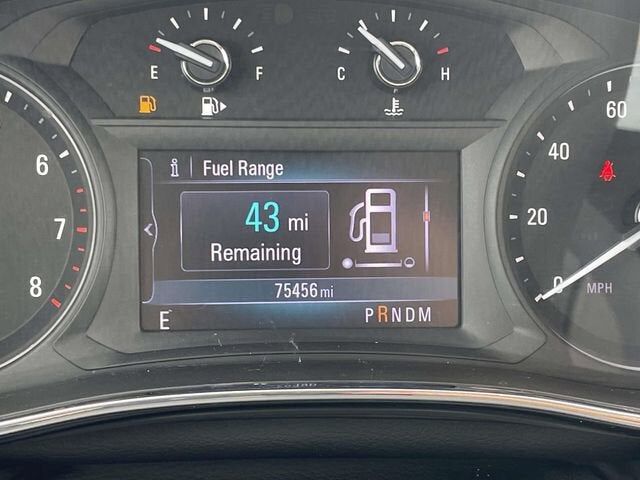 E F
C H
6
7
8
Fuel Range
43 mi
Remaining
75456 mi
E
PRNDM
60
40
20
0
MPH